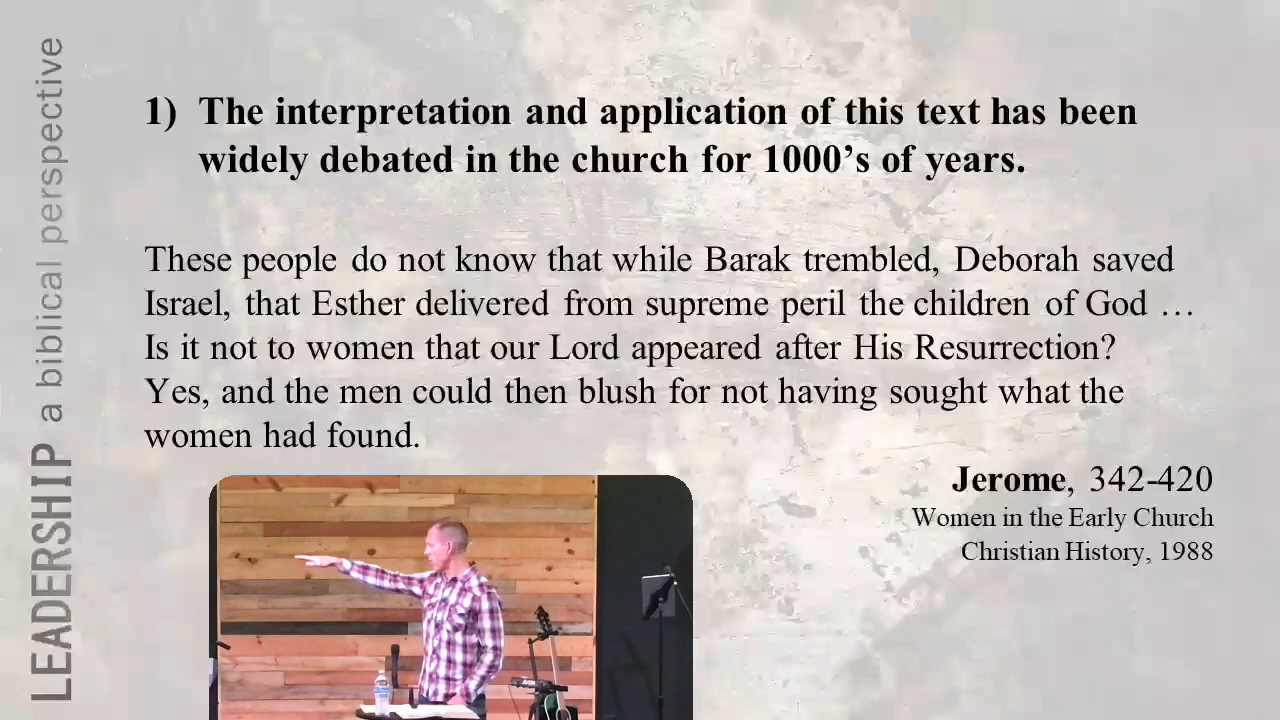 LEADERSHIP a biblical perspective
1) The interpretation and application of this text has been
widely debated in the church for 1000’s of years.
These people do not know that while Barak trembled, Deborah saved
Israel, that Esther delivered from supreme peril the children of God …
Is it not to women that our Lord appeared after His Resurrection?
Yes, and the men could then blush for not having sought what the
women had found.
Jerome, 342-420
Women in the Early Church
Christian History, 1988